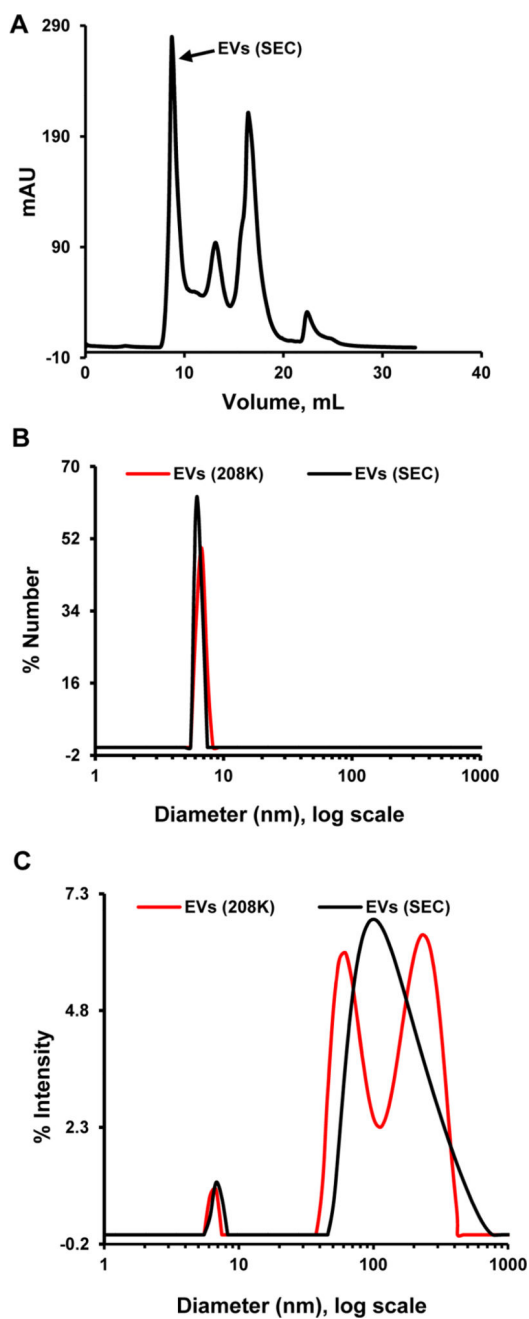 A
290
EVs (SEC)
190
mAU
90
-10
0 10 20 30 40
Volume, mL
B
70
EVs (208K) EVs (SEC)
52
% Number
34
16
-2
1 10 100 1000
Diameter (nm), log scale
C
7.3
EVs (208K) EVs (SEC)
4.8
% Intensity
2.3
-0.2
1 10 100 1000
Diameter (nm), log scale